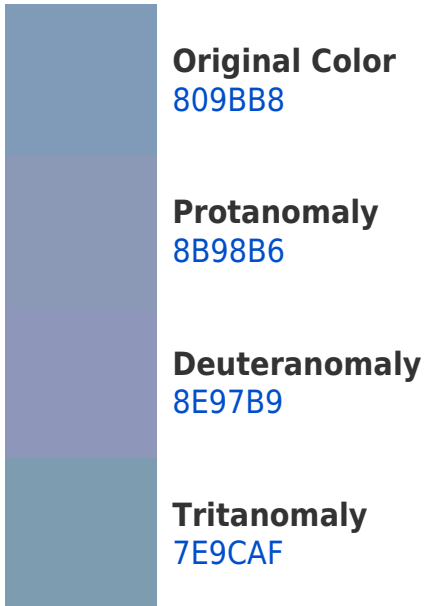 Original Color
809BB8
Protanomaly
8B98B6
Deuteranomaly
8E97B9
Tritanomaly
7E9CAF